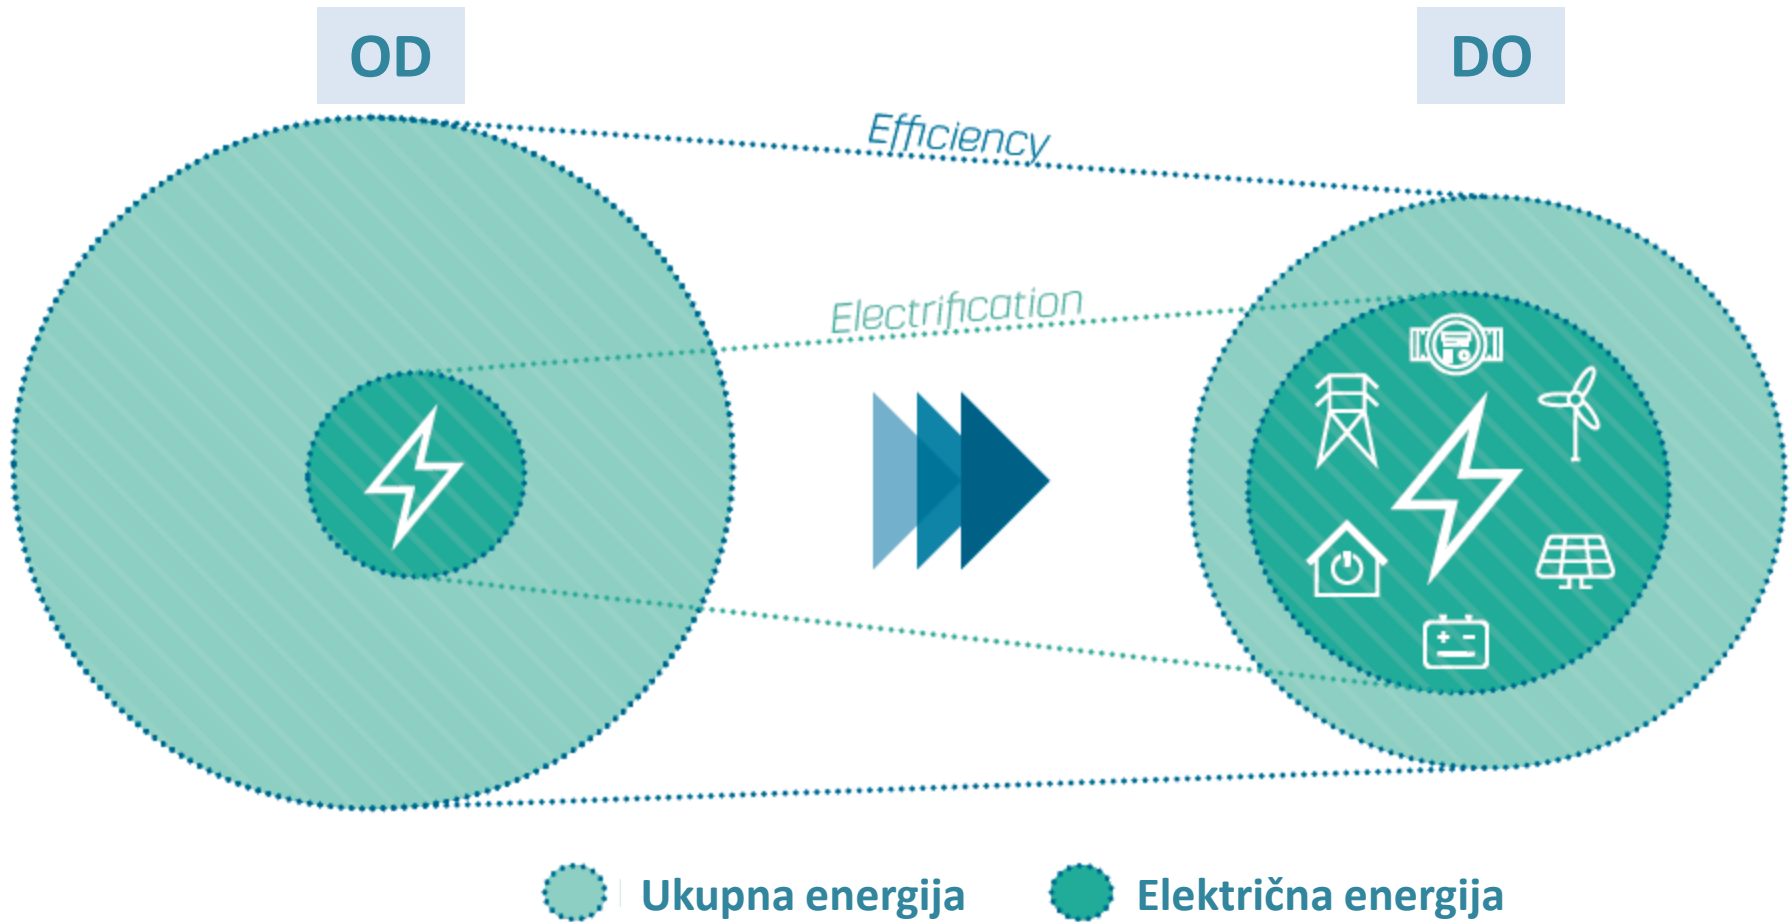 OD
DO
Efficiency
Electrification
Ukupna energija
Električna energija